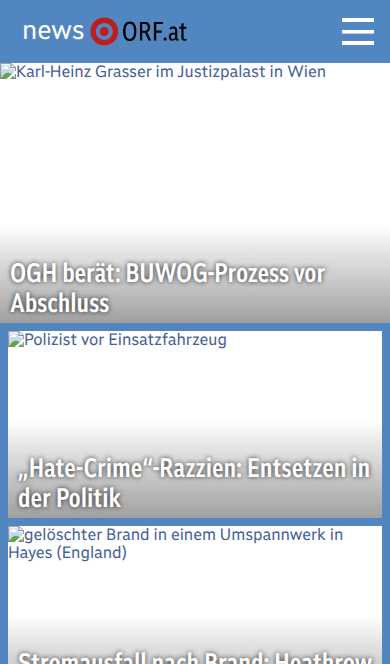 news ORF.at
Karl-Heinz Grasser im Justizpalast in Wien
OGH berät: BUWOG-Prozess vor
Abschluss
Polizist vor Einsatzfahrzeug
„Hate-Crime“-Razzien: Entsetzen in
der Politik
gelöschter Brand in einem Umspannwerk in
Hayes (England)
Stromausfall nach Brand: Heathrow